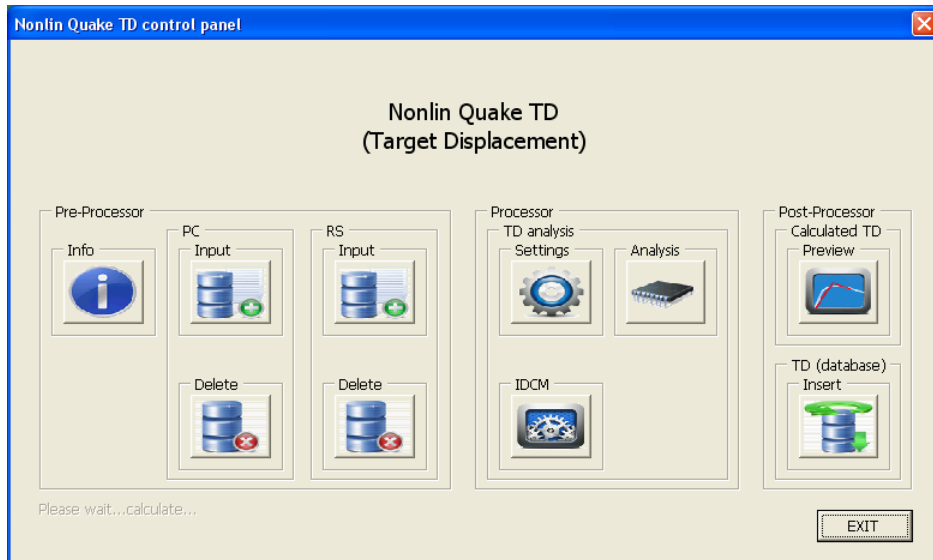 Nonlin Quake TD control panel
Nonlin Quake TD
(Target Displacement)
Pre-Processor
Info
PC
Input
Delete
RS
Input
Delete
Processor
TD analysis
Settings
Analysis
IDCM
Post-Processor
Calculated TD
Preview
TD (database)
Insert
Please wait...calculate...
EXIT